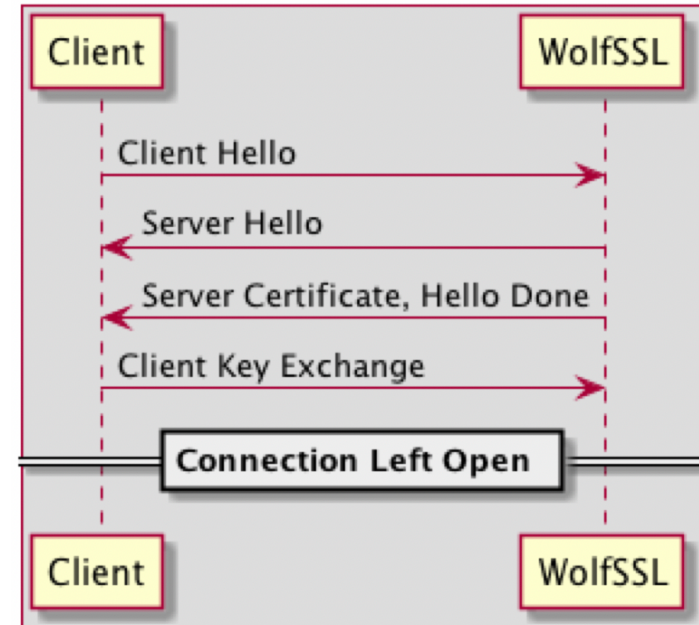 Client WolfSSL
Client Hello
Server Hello
Server Certificate, Hello Done
Client Key Exchange
Connection Left Open
Client WolfSSL